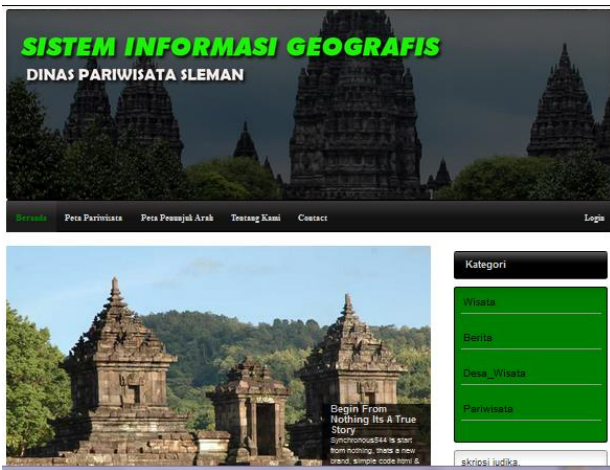 SISTEM INFORMASI GEOGRAFIS
DINAS PARIWISATA SLEMAN
Beranda Peta Pariwisata Peta Penunjuk Arah Tentang Kami Contact Login
Kategori
Wisata
Berita
Desa_Wisata
Pariwisata
Begin From
Nothing Its A True
Story
Synchronous544 is start
from nothing, thats a new
brand, simple code html &
skripsi judika.